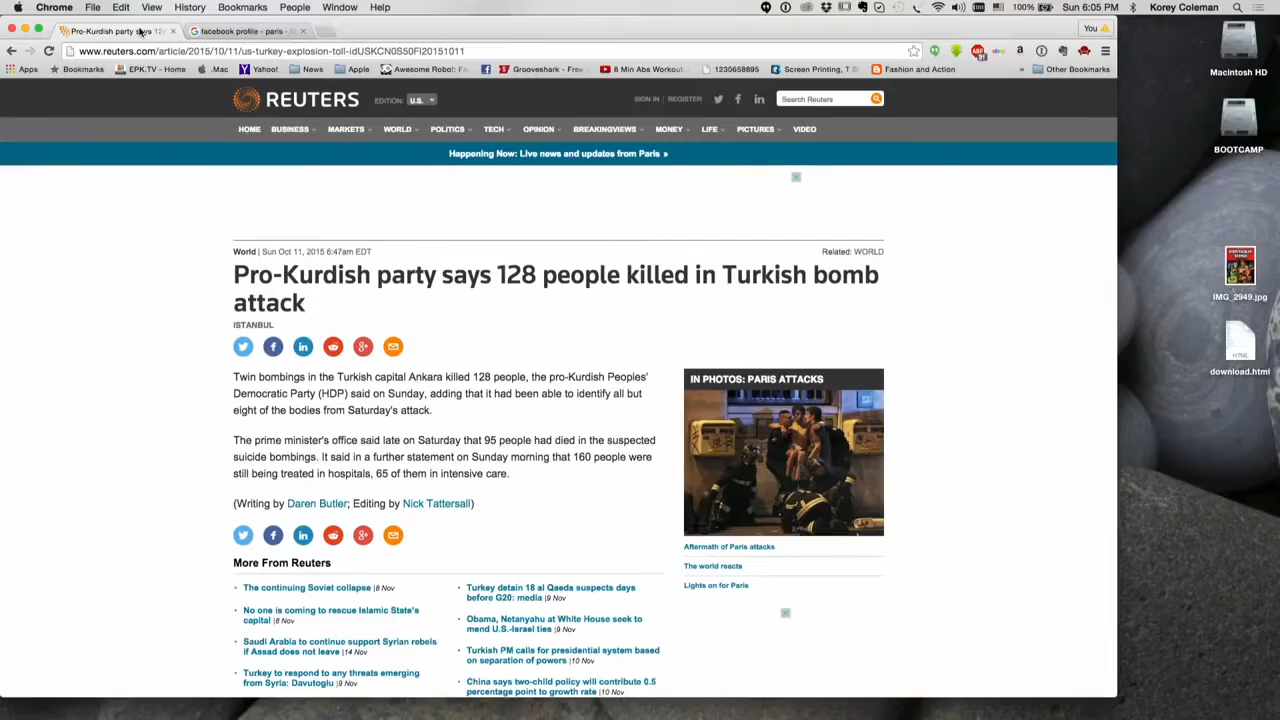 Chrome File Edit View History Bookmarks People Window Help 100% Sun 6:05 PM Korey Coleman
Pro-Kurdish party says 128 facebook profile - paris - You
www.reuters.com/article/2015/10/11/us-turkey-explosion-toll-idUSKCN0S50FI20151011
Apps Bookmarks EPK.TV - Home .Mac Yahoo! News Apple Awesome Robo!: F Grooveshark - Free 8 Min Abs Workout 1230658895 Screen Printing, T S Fashion and Action » Other Bookmarks
REUTERS EDITION: U.S. SIGN IN | REGISTER Search Reuters
HOME BUSINESS MARKETS WORLD POLITICS TECH OPINION BREAKINGVIEWS MONEY LIFE PICTURES VIDEO
Happening Now: Live news and updates from Paris »
World | Sun Oct 11, 2015 6:47am EDT Related: WORLD
Pro-Kurdish party says 128 people killed in Turkish bomb
attack
ISTANBUL
Twin bombings in the Turkish capital Ankara killed 128 people, the pro-Kurdish Peoples'
Democratic Party (HDP) said on Sunday, adding that it had been able to identify all but
eight of the bodies from Saturday's attack.
The prime minister's office said late on Saturday that 95 people had died in the suspected
suicide bombings. It said in a further statement on Sunday morning that 160 people were
still being treated in hospitals, 65 of them in intensive care.
(Writing by Daren Butler; Editing by Nick Tattersall)
IN PHOTOS: PARIS ATTACKS
Aftermath of Paris attacks
The world reacts
Lights on for Paris
More From Reuters
The continuing Soviet collapse | 8 Nov
No one is coming to rescue Islamic State's
capital | 8 Nov
Saudi Arabia to continue support Syrian rebels
if Assad does not leave | 14 Nov
Turkey to respond to any threats emerging
from Syria: Davutoglu | 9 Nov
Turkey detain 18 al Qaeda suspects days
before G20: media | 9 Nov
Obama, Netanyahu at White House seek to
mend U.S.-Israel ties | 9 Nov
Turkish PM calls for presidential system based
on separation of powers | 10 Nov
China says two-child policy will contribute 0.5
percentage point to growth rate | 10 Nov
Macintosh HD
BOOTCAMP
IMG_2949.jpg
HTML
download.html